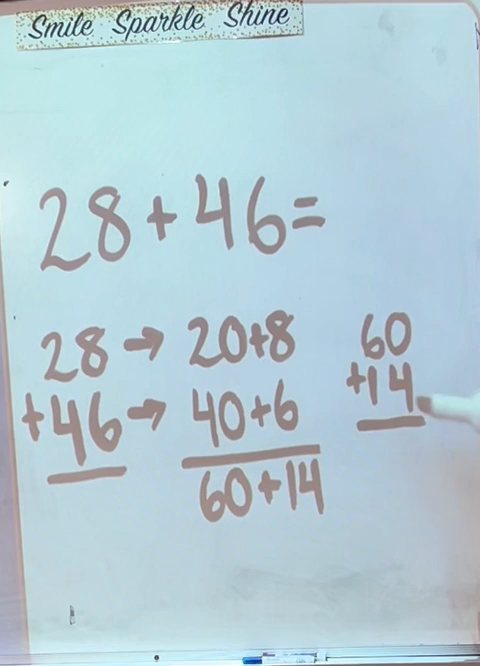 Smile Sparkle Shine
28+46=
28 → 20+8
+46 → 40+6
60+14
60
+14